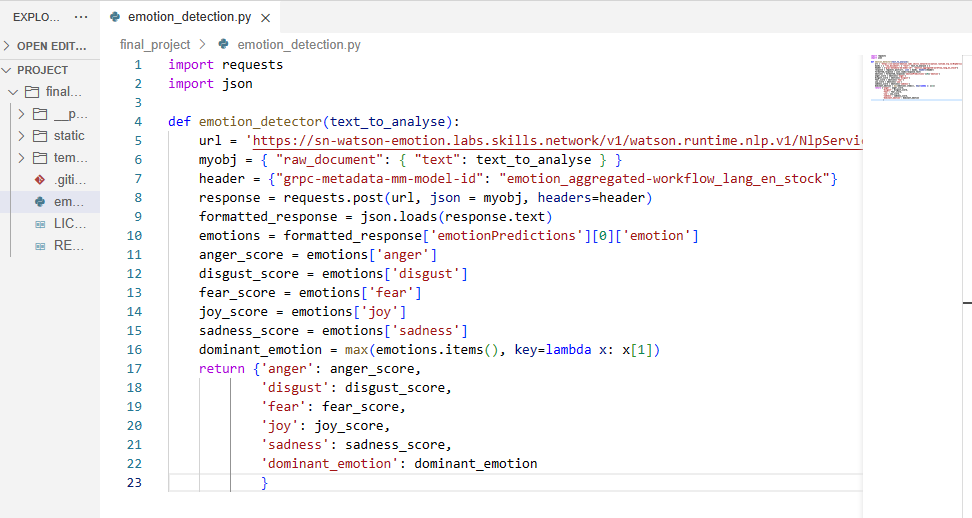 EXPLO... ···
emotion_detection.py ×
OPEN EDIT...
final_project > emotion_detection.py
PROJECT
final...
__p...
static
tem...
.giti...
em...
LIC...
RE...
1 import requests
2 import json
3
4 def emotion_detector(text_to_analyse):
5     url = 'https://sn-watson-emotion.labs.skills.network/v1/watson.runtime.nlp.v1/NlpServic
6     myobj = { "raw_document": { "text": text_to_analyse } }
7     header = {"grpc-metadata-mm-model-id": "emotion_aggregated-workflow_lang_en_stock"}
8     response = requests.post(url, json = myobj, headers=header)
9     formatted_response = json.loads(response.text)
10     emotions = formatted_response['emotionPredictions'][0]['emotion']
11     anger_score = emotions['anger']
12     disgust_score = emotions['disgust']
13     fear_score = emotions['fear']
14     joy_score = emotions['joy']
15     sadness_score = emotions['sadness']
16     dominant_emotion = max(emotions.items(), key=lambda x: x[1])
17     return {'anger': anger_score,
18             'disgust': disgust_score,
19             'fear': fear_score,
20             'joy': joy_score,
21             'sadness': sadness_score,
22             'dominant_emotion': dominant_emotion
23             }